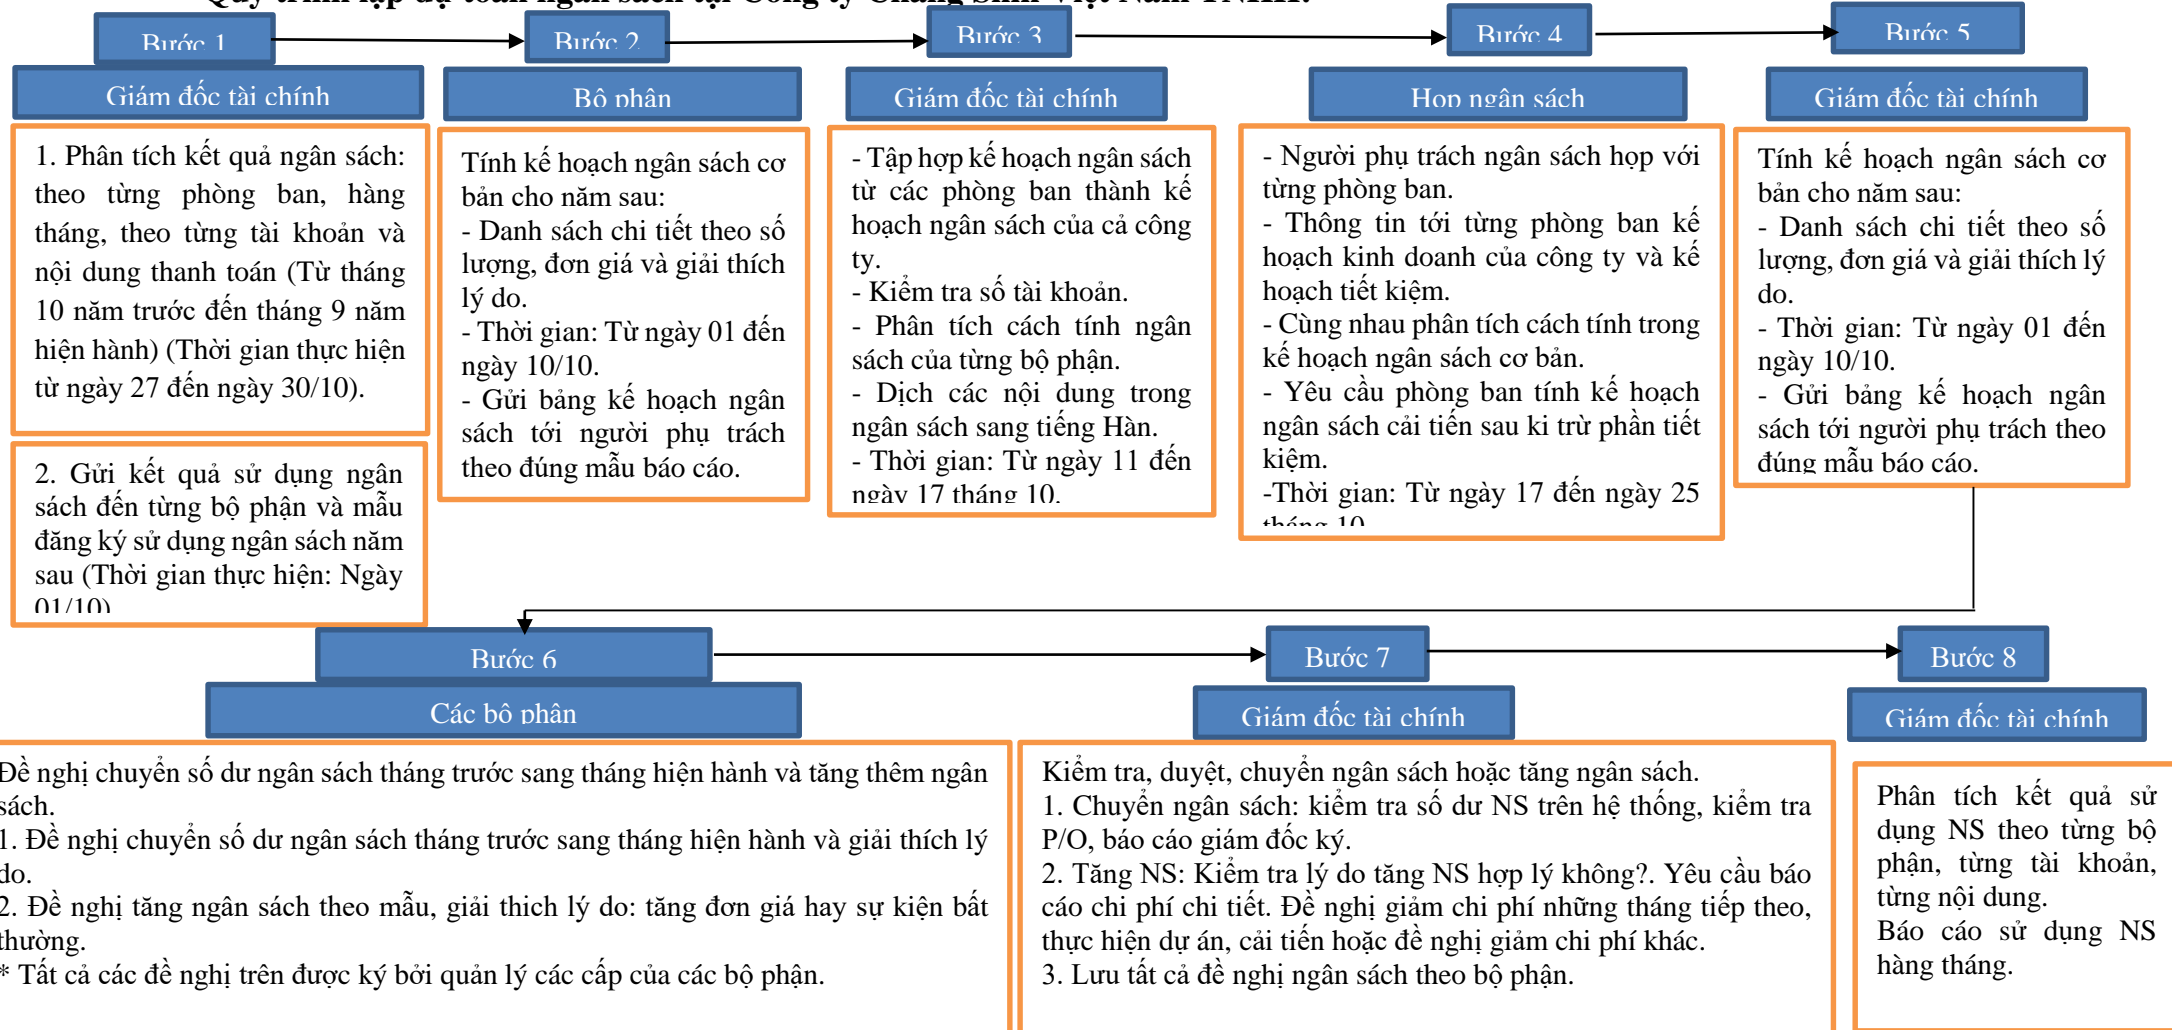 Quy trình lập dự toán ngân sách tại Công ty Chang Shin Việt Nam TNHH:
Bước 1
Bước 2
Bước 3
Bước 4
Bước 5
Giám đốc tài chính
Bộ phận
Giám đốc tài chính
Họp ngân sách
Giám đốc tài chính
1. Phân tích kết quả ngân sách:
theo từng phòng ban, hàng
tháng, theo từng tài khoản và
nội dung thanh toán (Từ tháng
10 năm trước đến tháng 9 năm
hiện hành) (Thời gian thực hiện
từ ngày 27 đến ngày 30/10).
2. Gửi kết quả sử dụng ngân
sách đến từng bộ phận và mẫu
đăng ký sử dụng ngân sách năm
sau (Thời gian thực hiện: Ngày
01/10)
Tính kế hoạch ngân sách cơ
bản cho năm sau:
- Danh sách chi tiết theo số
lượng, đơn giá và giải thích
lý do.
- Thời gian: Từ ngày 01 đến
ngày 10/10.
- Gửi bảng kế hoạch ngân
sách tới người phụ trách
theo đúng mẫu báo cáo.
- Tập hợp kế hoạch ngân sách
từ các phòng ban thành kế
hoạch ngân sách của cả công
ty.
- Kiểm tra số tài khoản.
- Phân tích cách tính ngân
sách của từng bộ phận.
- Dịch các nội dung trong
ngân sách sang tiếng Hàn.
- Thời gian: Từ ngày 11 đến
ngày 17 tháng 10.
- Người phụ trách ngân sách họp với
từng phòng ban.
- Thông tin tới từng phòng ban kế
hoạch kinh doanh của công ty và kế
hoạch tiết kiệm.
- Cùng nhau phân tích cách tính trong
kế hoạch ngân sách cơ bản.
- Yêu cầu phòng ban tính kế hoạch
ngân sách cải tiến sau ki trừ phần tiết
kiệm.
-Thời gian: Từ ngày 17 đến ngày 25
tháng 10
Tính kế hoạch ngân sách cơ
bản cho năm sau:
- Danh sách chi tiết theo số
lượng, đơn giá và giải thích lý
do.
- Thời gian: Từ ngày 01 đến
ngày 10/10.
- Gửi bảng kế hoạch ngân
sách tới người phụ trách theo
đúng mẫu báo cáo.
Bước 6
Bước 7
Bước 8
Các bộ phận
Giám đốc tài chính
Giám đốc tài chính
Đề nghị chuyển số dư ngân sách tháng trước sang tháng hiện hành và tăng thêm ngân
sách.
1. Đề nghị chuyển số dư ngân sách tháng trước sang tháng hiện hành và giải thích lý
do.
2. Đề nghị tăng ngân sách theo mẫu, giải thich lý do: tăng đơn giá hay sự kiện bất
thường.
* Tất cả các đề nghị trên được ký bởi quản lý các cấp của các bộ phận.
Kiểm tra, duyệt, chuyển ngân sách hoặc tăng ngân sách.
1. Chuyển ngân sách: kiểm tra số dư NS trên hệ thống, kiểm tra
P/O, báo cáo giám đốc ký.
2. Tăng NS: Kiểm tra lý do tăng NS hợp lý không?. Yêu cầu báo
cáo chi phí chi tiết. Đề nghị giảm chi phí những tháng tiếp theo,
thực hiện dự án, cải tiến hoặc đề nghị giảm chi phí khác.
3. Lưu tất cả đề nghị ngân sách theo bộ phận.
Phân tích kết quả sử
dụng NS theo từng bộ
phận, từng tài khoản,
từng nội dung.
Báo cáo sử dụng NS
hàng tháng.